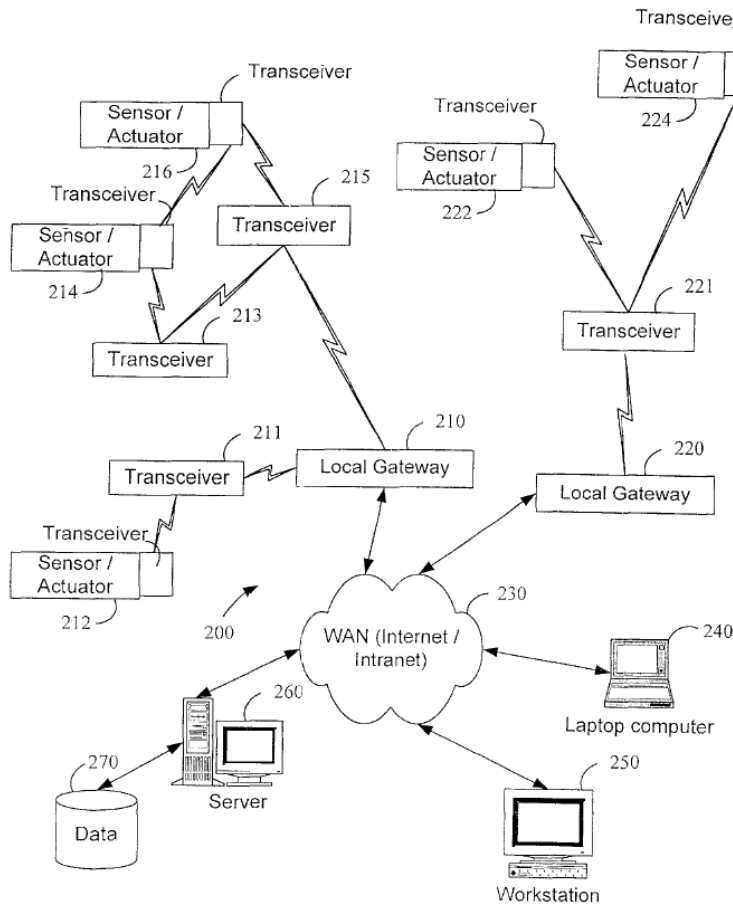 Transceive
Sensor /
Actuator
224
Transceiver
Sensor /
Actuator
216
Transceiver
Sensor /
Actuator
222
215
Transceiver
Transceiver
Sensor /
Actuator
214
213
Transceiver
221
Transceiver
211
Transceiver
210
Local Gateway
220
Local Gateway
Transceiver
Sensor /
Actuator
212
200
230
WAN (Internet /
Intranet)
240
Laptop computer
260
Server
270
Data
250
Workstation